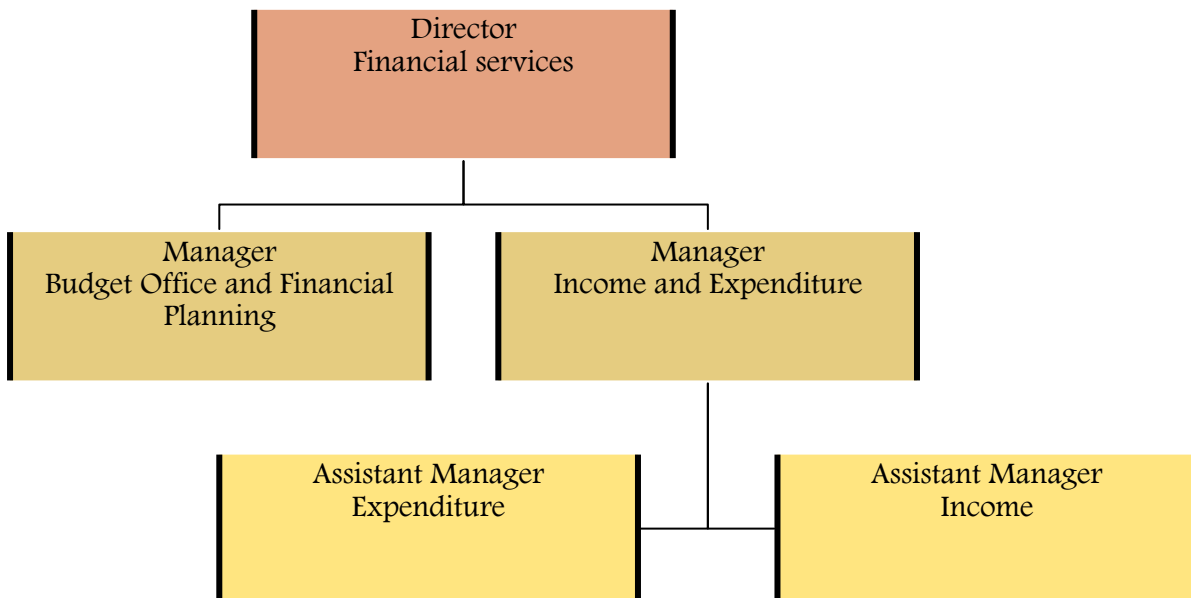 Director
Financial services
Manager
Budget Office and Financial
Planning
Manager
Income and Expenditure
Assistant Manager
Expenditure
Assistant Manager
Income